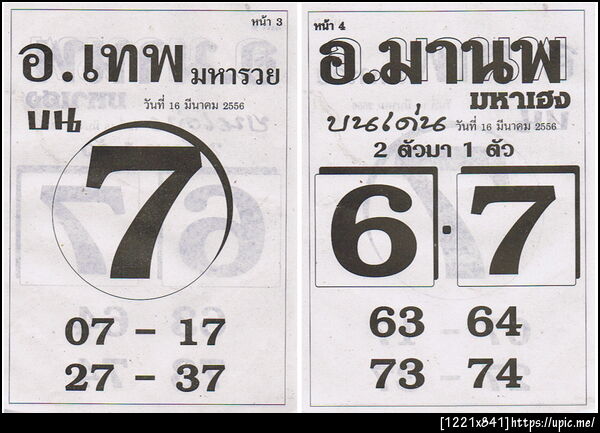 หน้า 3
อ.เทพ มหารวย
วันที่ 16 มีนาคม 2556
บน
7
07 - 17
27 - 37
หน้า 4
อ.มานพ
มหาเฮง
บนเด่น วันที่ 16 มีนาคม 2556
2 ตัวมา 1 ตัว
6 · 7
63 64
73 74
[1221x841]https://upic.me/